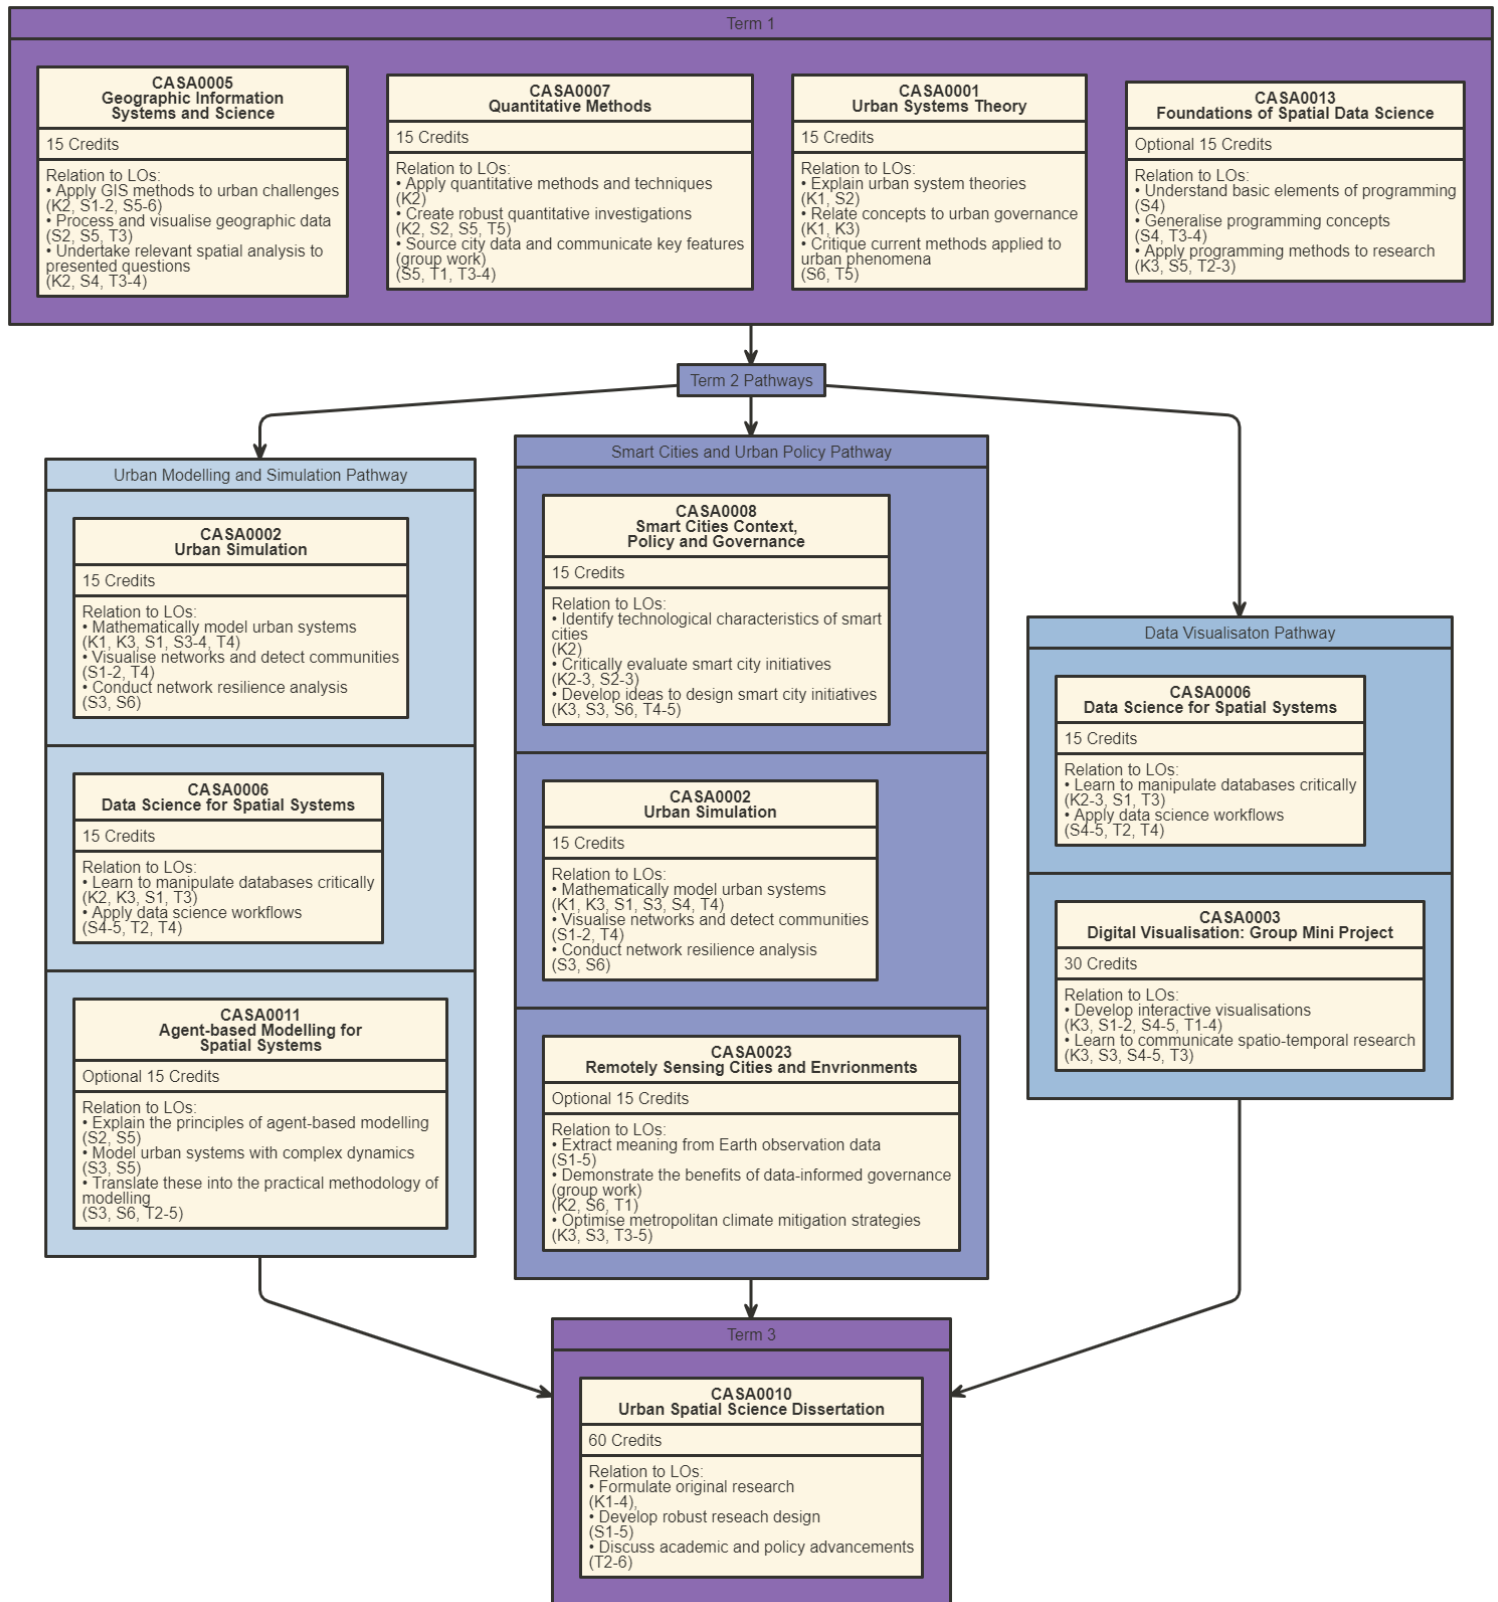 Term 1
CASA0005
Geographic Information
Systems and Science
15 Credits
Relation to LOs:
• Apply GIS methods to urban challenges
(K2, S1-2, S5-6)
• Process and visualise geographic data
(S2, S5, T3)
• Undertake relevant spatial analysis to
presented questions
(K2, S4, T3-4)
CASA0007
Quantitative Methods
15 Credits
Relation to LOs:
• Apply quantitative methods and techniques
(K2)
• Create robust quantitative investigations
(K2, S2, S5, T5)
• Source city data and communicate key features
(group work)
(S5, T1, T3-4)
CASA0001
Urban Systems Theory
15 Credits
Relation to LOs:
• Explain urban system theories
(K1, S2)
• Relate concepts to urban governance
(K1, K3)
• Critique current methods applied to
urban phenomena
(S6, T5)
CASA0013
Foundations of Spatial Data Science
Optional 15 Credits
Relation to LOs:
• Understand basic elements of programming
(S4)
• Generalise programming concepts
(S4, T3-4)
• Apply programming methods to research
(K3, S5, T2-3)
Term 2 Pathways
Urban Modelling and Simulation Pathway
CASA0002
Urban Simulation
15 Credits
Relation to LOs:
• Mathematically model urban systems
(K1, K3, S1, S3-4, T4)
• Visualise networks and detect communities
(S1-2, T4)
• Conduct network resilience analysis
(S3, S6)
CASA0006
Data Science for Spatial Systems
15 Credits
Relation to LOs:
• Learn to manipulate databases critically
(K2, K3, S1, T3)
• Apply data science workflows
(S4-5, T2, T4)
CASA0011
Agent-based Modelling for
Spatial Systems
Optional 15 Credits
Relation to LOs:
• Explain the principles of agent-based modelling
(S2, S5)
• Model urban systems with complex dynamics
(S3, S5)
• Translate these into the practical methodology of
modelling
(S3, S6, T2-5)
Smart Cities and Urban Policy Pathway
CASA0008
Smart Cities Context,
Policy and Governance
15 Credits
Relation to LOs:
• Identify technological characteristics of smart
cities
(K2)
• Critically evaluate smart city initiatives
(K2-3, S2-3)
• Develop ideas to design smart city initiatives
(K3, S3, S6, T4-5)
CASA0002
Urban Simulation
15 Credits
Relation to LOs:
• Mathematically model urban systems
(K1, K3, S1, S3, S4, T4)
• Visualise networks and detect communities
(S1-2, T4)
• Conduct network resilience analysis
(S3, S6)
CASA0023
Remotely Sensing Cities and Envrionments
Optional 15 Credits
Relation to LOs:
• Extract meaning from Earth observation data
(S1-5)
• Demonstrate the benefits of data-informed governance
(group work)
(K2, S6, T1)
• Optimise metropolitan climate mitigation strategies
(K3, S3, T3-5)
Data Visualisaton Pathway
CASA0006
Data Science for Spatial Systems
15 Credits
Relation to LOs:
• Learn to manipulate databases critically
(K2-3, S1, T3)
• Apply data science workflows
(S4-5, T2, T4)
CASA0003
Digital Visualisation: Group Mini Project
30 Credits
Relation to LOs:
• Develop interactive visualisations
(K3, S1-2, S4-5, T1-4)
• Learn to communicate spatio-temporal research
(K3, S3, S4-5, T3)
Term 3
CASA0010
Urban Spatial Science Dissertation
60 Credits
Relation to LOs:
• Formulate original research
(K1-4),
• Develop robust reseach design
(S1-5)
• Discuss academic and policy advancements
(T2-6)